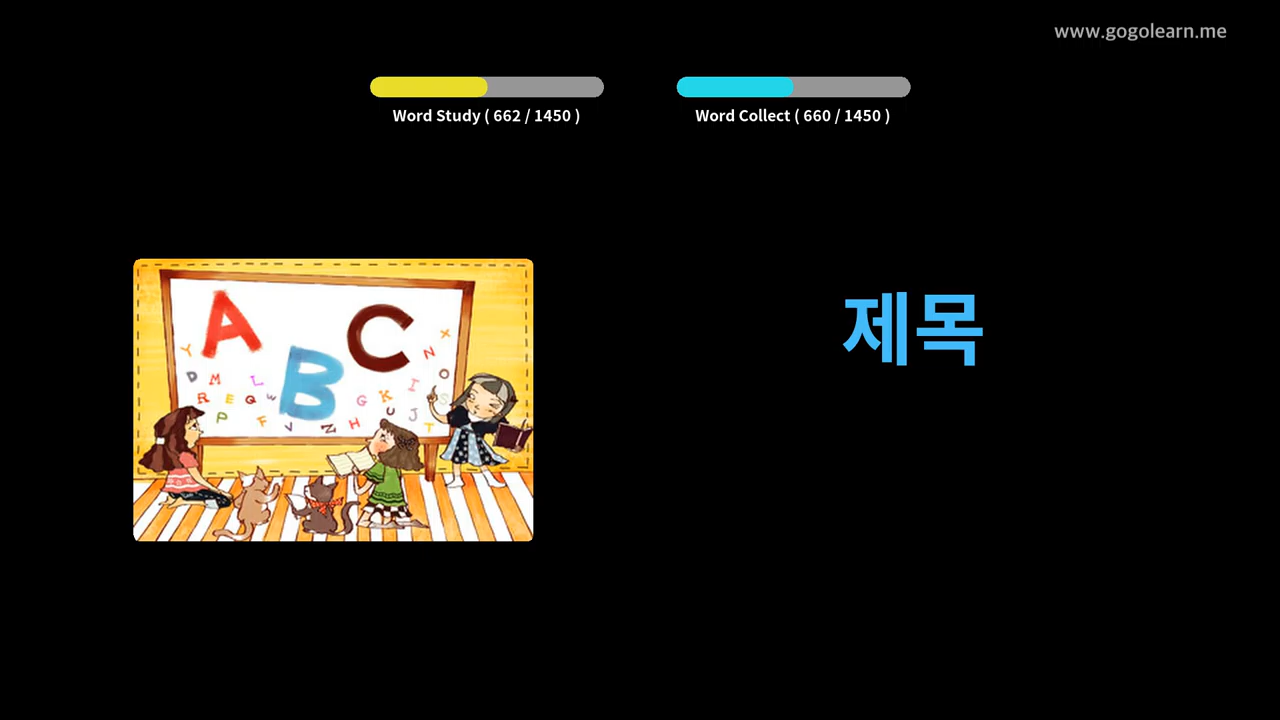 www.gogolearn.me
Word Study ( 662 / 1450 )
Word Collect ( 660 / 1450 )
제목
A
B
C
Y
X
N
D M L I O
R E Q W G K S
P F V Z H U J T